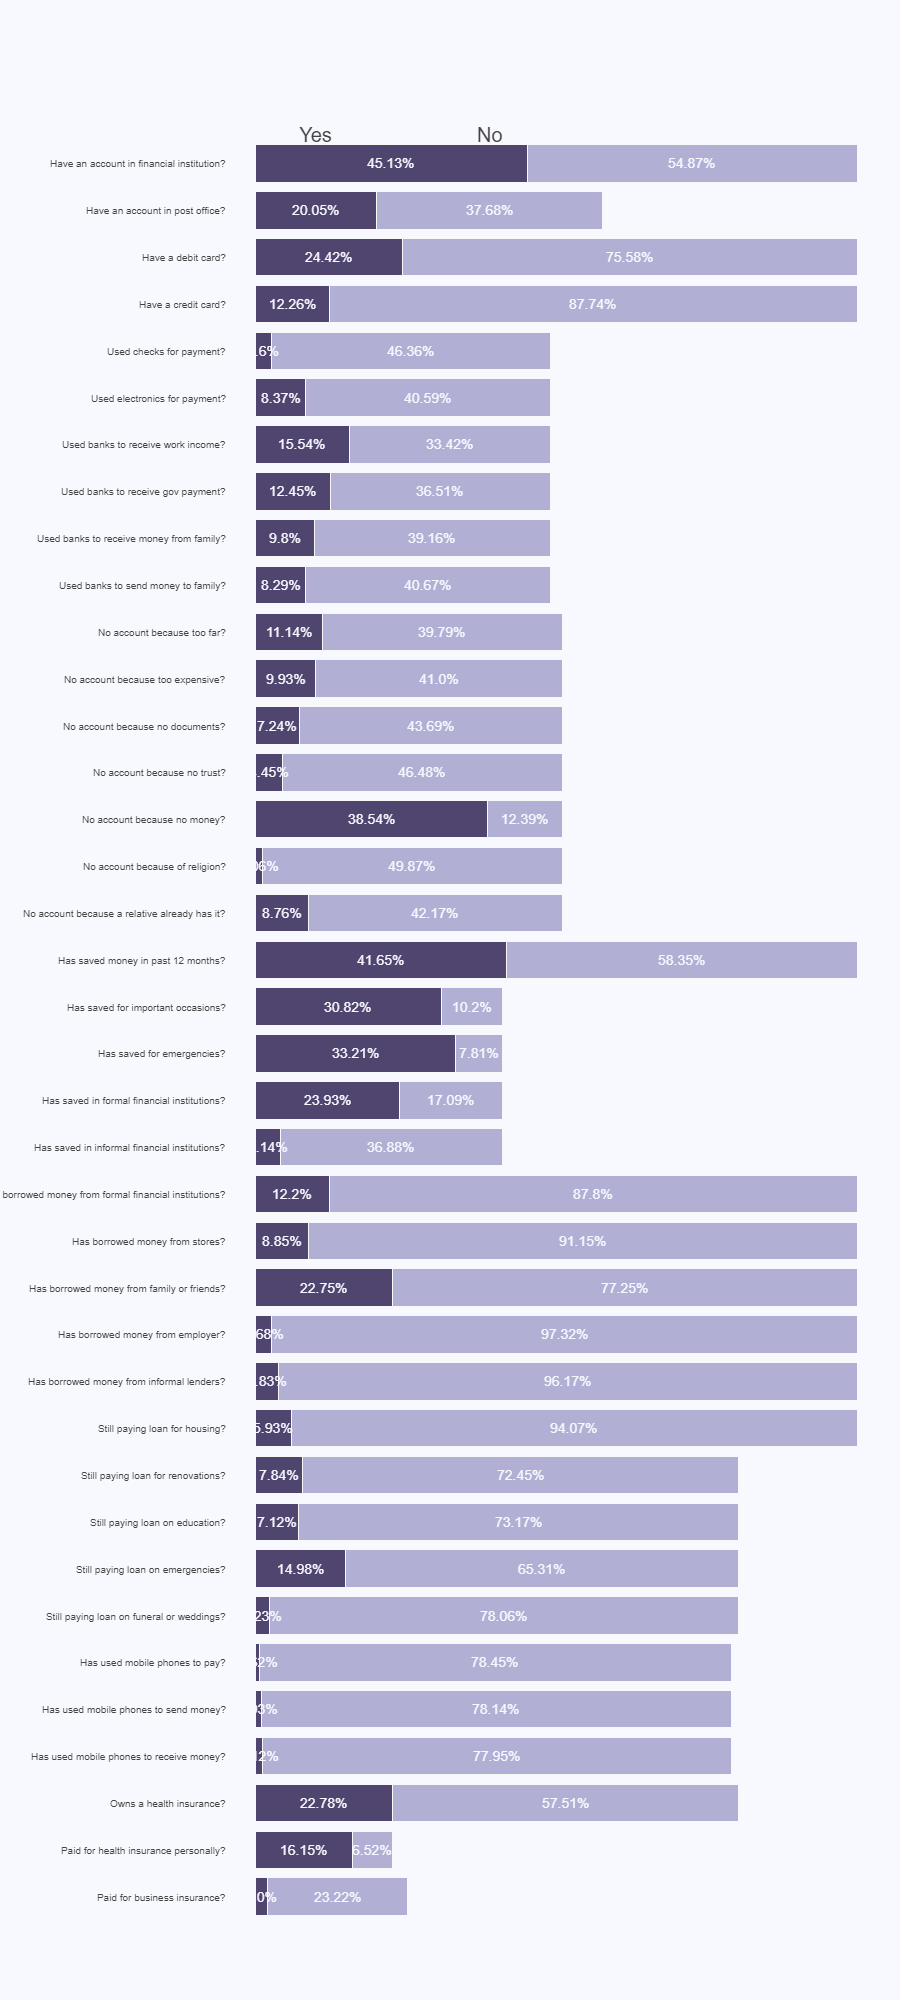 Yes No
Have an account in financial institution? 45.13% 54.87%
Have an account in post office? 20.05% 37.68%
Have a debit card? 24.42% 75.58%
Have a credit card? 12.26% 87.74%
Used checks for payment? .6% 46.36%
Used electronics for payment? 8.37% 40.59%
Used banks to receive work income? 15.54% 33.42%
Used banks to receive gov payment? 12.45% 36.51%
Used banks to receive money from family? 9.8% 39.16%
Used banks to send money to family? 8.29% 40.67%
No account because too far? 11.14% 39.79%
No account because too expensive? 9.93% 41.0%
No account because no documents? 7.24% 43.69%
No account because no trust? .45% 46.48%
No account because no money? 38.54% 12.39%
No account because of religion? 06% 49.87%
No account because a relative already has it? 8.76% 42.17%
Has saved money in past 12 months? 41.65% 58.35%
Has saved for important occasions? 30.82% 10.2%
Has saved for emergencies? 33.21% 7.81%
Has saved in formal financial institutions? 23.93% 17.09%
Has saved in informal financial institutions? .14% 36.88%
borrowed money from formal financial institutions? 12.2% 87.8%
Has borrowed money from stores? 8.85% 91.15%
Has borrowed money from family or friends? 22.75% 77.25%
Has borrowed money from employer? 68% 97.32%
Has borrowed money from informal lenders? .83% 96.17%
Still paying loan for housing? 5.93% 94.07%
Still paying loan for renovations? 7.84% 72.45%
Still paying loan on education? 7.12% 73.17%
Still paying loan on emergencies? 14.98% 65.31%
Still paying loan on funeral or weddings? 23% 78.06%
Has used mobile phones to pay? 2% 78.45%
Has used mobile phones to send money? 3% 78.14%
Has used mobile phones to receive money? 12% 77.95%
Owns a health insurance? 22.78% 57.51%
Paid for health insurance personally? 16.15% 6.52%
Paid for business insurance? 0% 23.22%